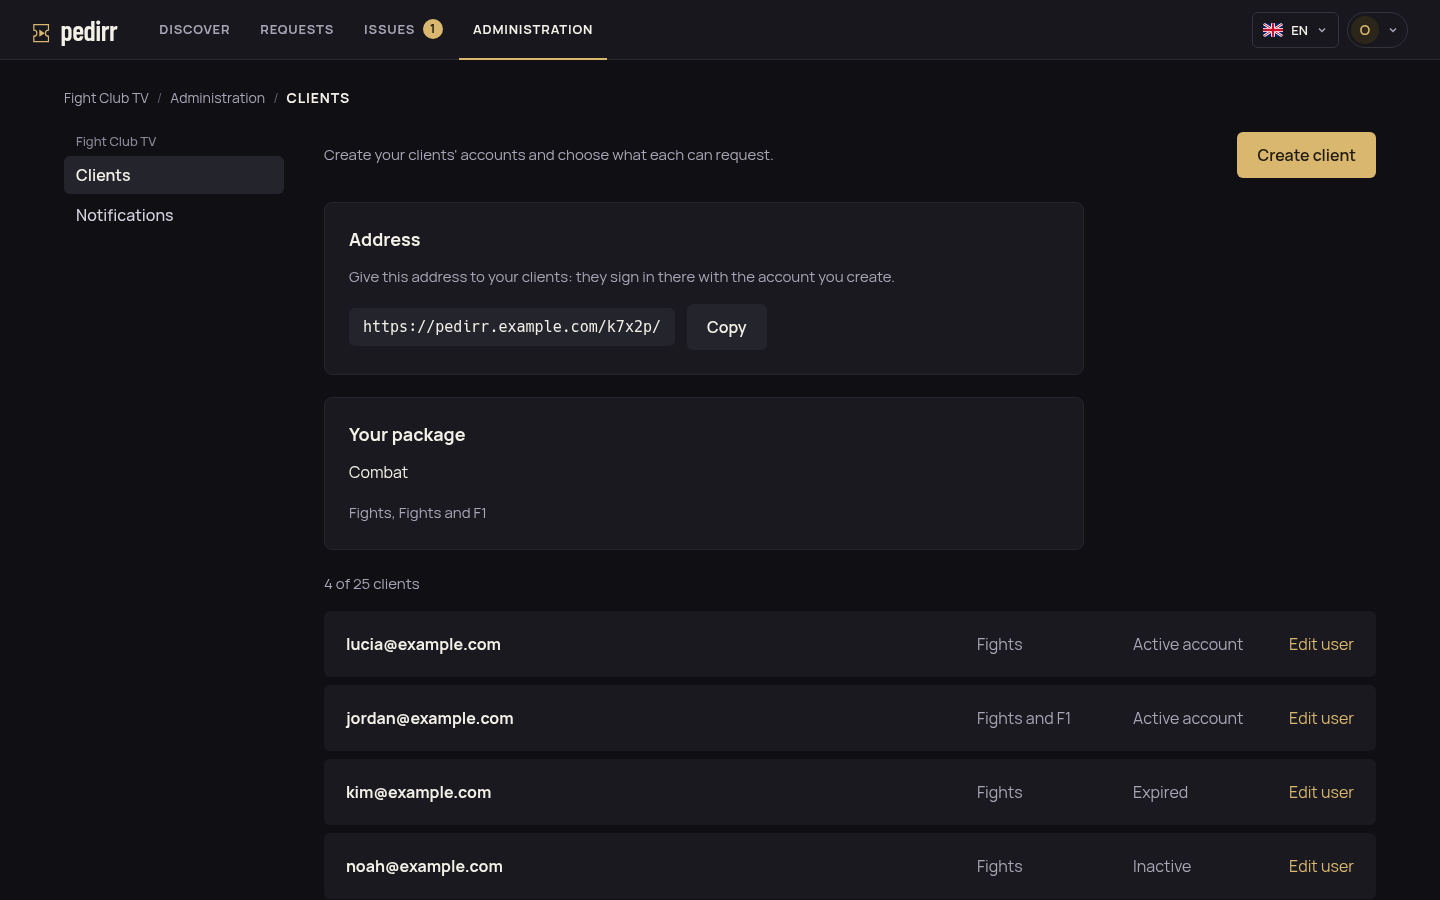 pedirr
DISCOVER
REQUESTS
ISSUES 1
ADMINISTRATION
EN
O
Fight Club TV / Administration / CLIENTS
Fight Club TV
Clients
Notifications
Create your clients' accounts and choose what each can request.
Create client
Address
Give this address to your clients: they sign in there with the account you create.
https://pedirr.example.com/k7x2p/
Copy
Your package
Combat
Fights, Fights and F1
4 of 25 clients
lucia@example.com Fights Active account Edit user
jordan@example.com Fights and F1 Active account Edit user
kim@example.com Fights Expired Edit user
noah@example.com Fights Inactive Edit user